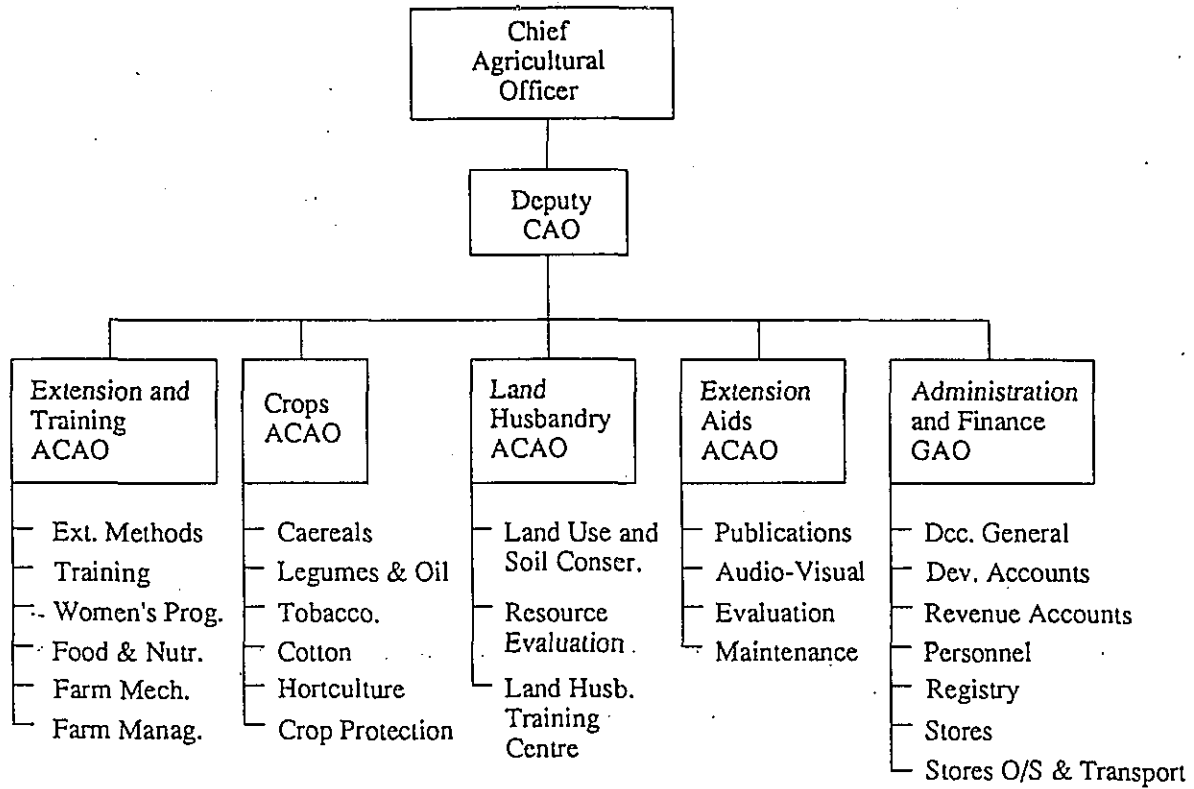 Chief
Agricultural
Officer
Deputy
CAO
Extension and
Training
ACAO
Ext. Methods
Training
Women's Prog.
Food & Nutr.
Farm Mech.
Farm Manag.
Crops
ACAO
Caereals
Legumes & Oil
Tobacco.
Cotton
Hortculture
Crop Protection
Land
Husbandry
ACAO
Land Use and
Soil Conser.
Resource
Evaluation
Land Husb.
Training
Centre
Extension
Aids
ACAO
Publications
Audio-Visual
Evaluation
Maintenance
Administration
and Finance
GAO
Dcc. General
Dev. Accounts
Revenue Accounts
Personnel
Registry
Stores
Stores O/S & Transport